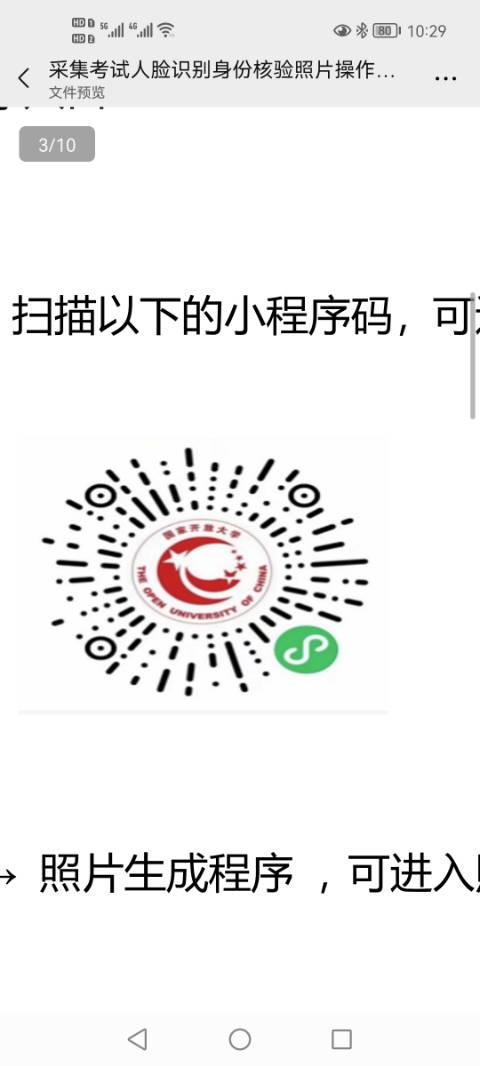 HD 1 5G 4G 80 10:29
HD 2
采集考试人脸识别身份核验照片操作...
文件预览
3/10
扫描以下的小程序码，可
国家开放大学
THE OPEN UNIVERSITY OF CHINA
→ 照片生成程序 ，可进入